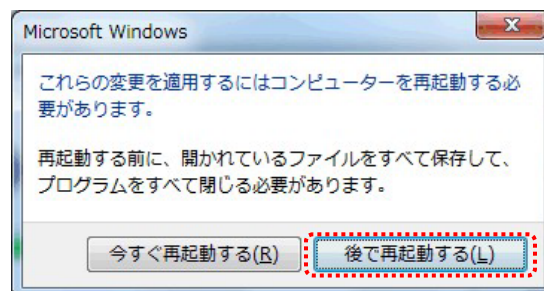 Microsoft Windows
これらの変更を適用するにはコンピューターを再起動する必
要があります。
再起動する前に、開かれているファイルをすべて保存して、
プログラムをすべて閉じる必要があります。
今すぐ再起動する(R)
後で再起動する(L)